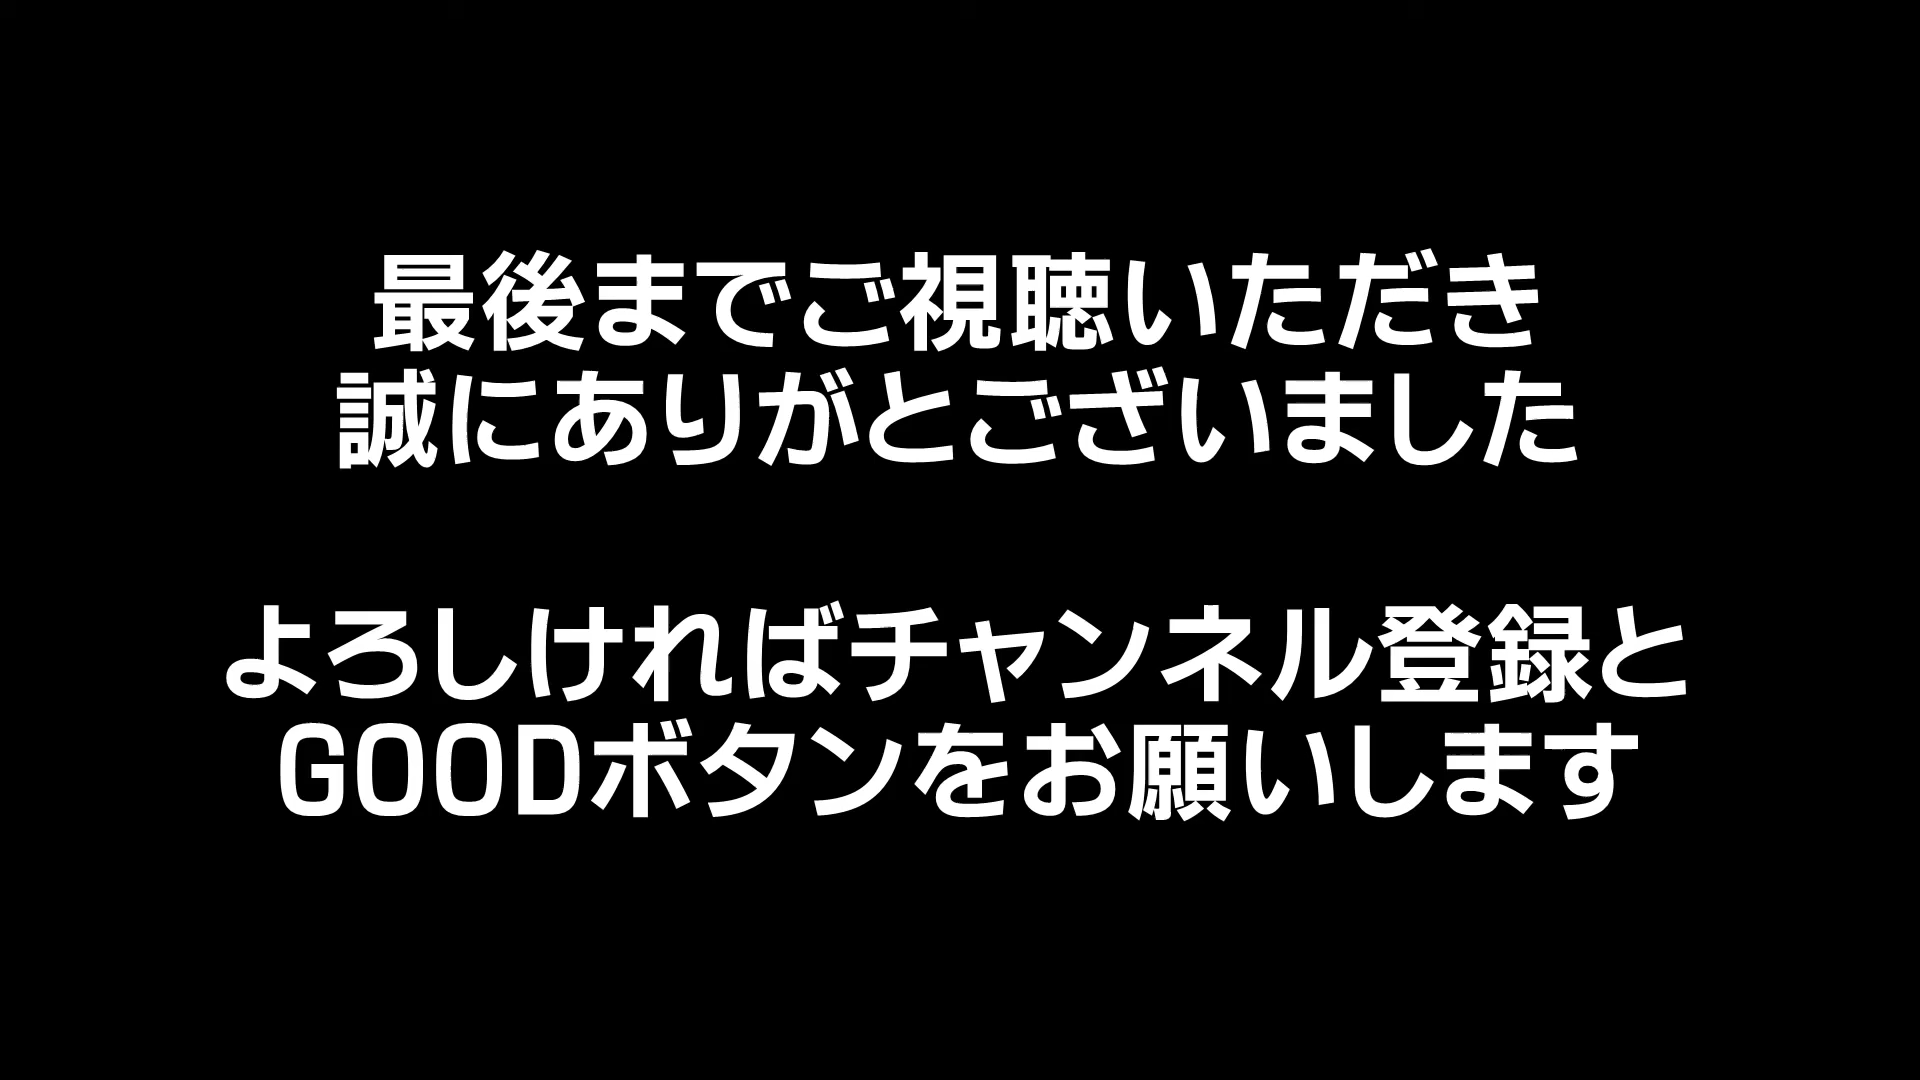 最後までご視聴いただき
誠にありがとございました
よろしければチャンネル登録と
GOODボタンをお願いします